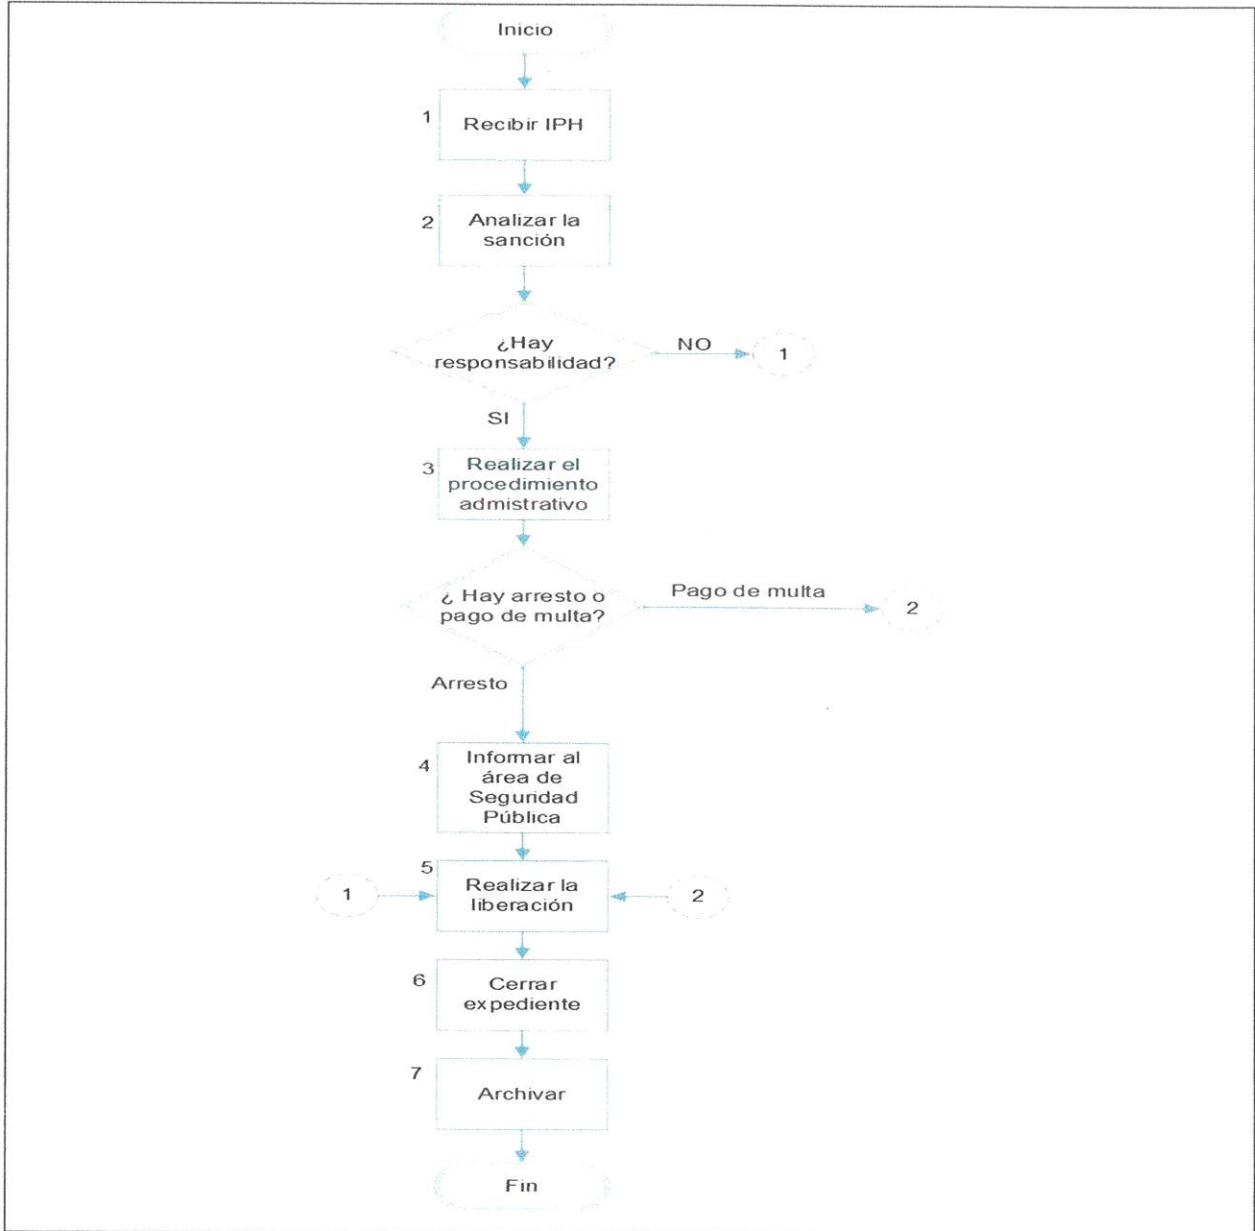 Inicio
1
Recibir IPH
2
Analizar la
sanción
¿Hay
responsabilidad?
NO
1
SI
3
Realizar el
procedimiento
admistrativo
¿ Hay arresto o
pago de multa?
Pago de multa
2
Arresto
4
Informar al
área de
Seguridad
Pública
5
1
Realizar la
liberación
2
6
Cerrar
expediente
7
Archivar
Fin